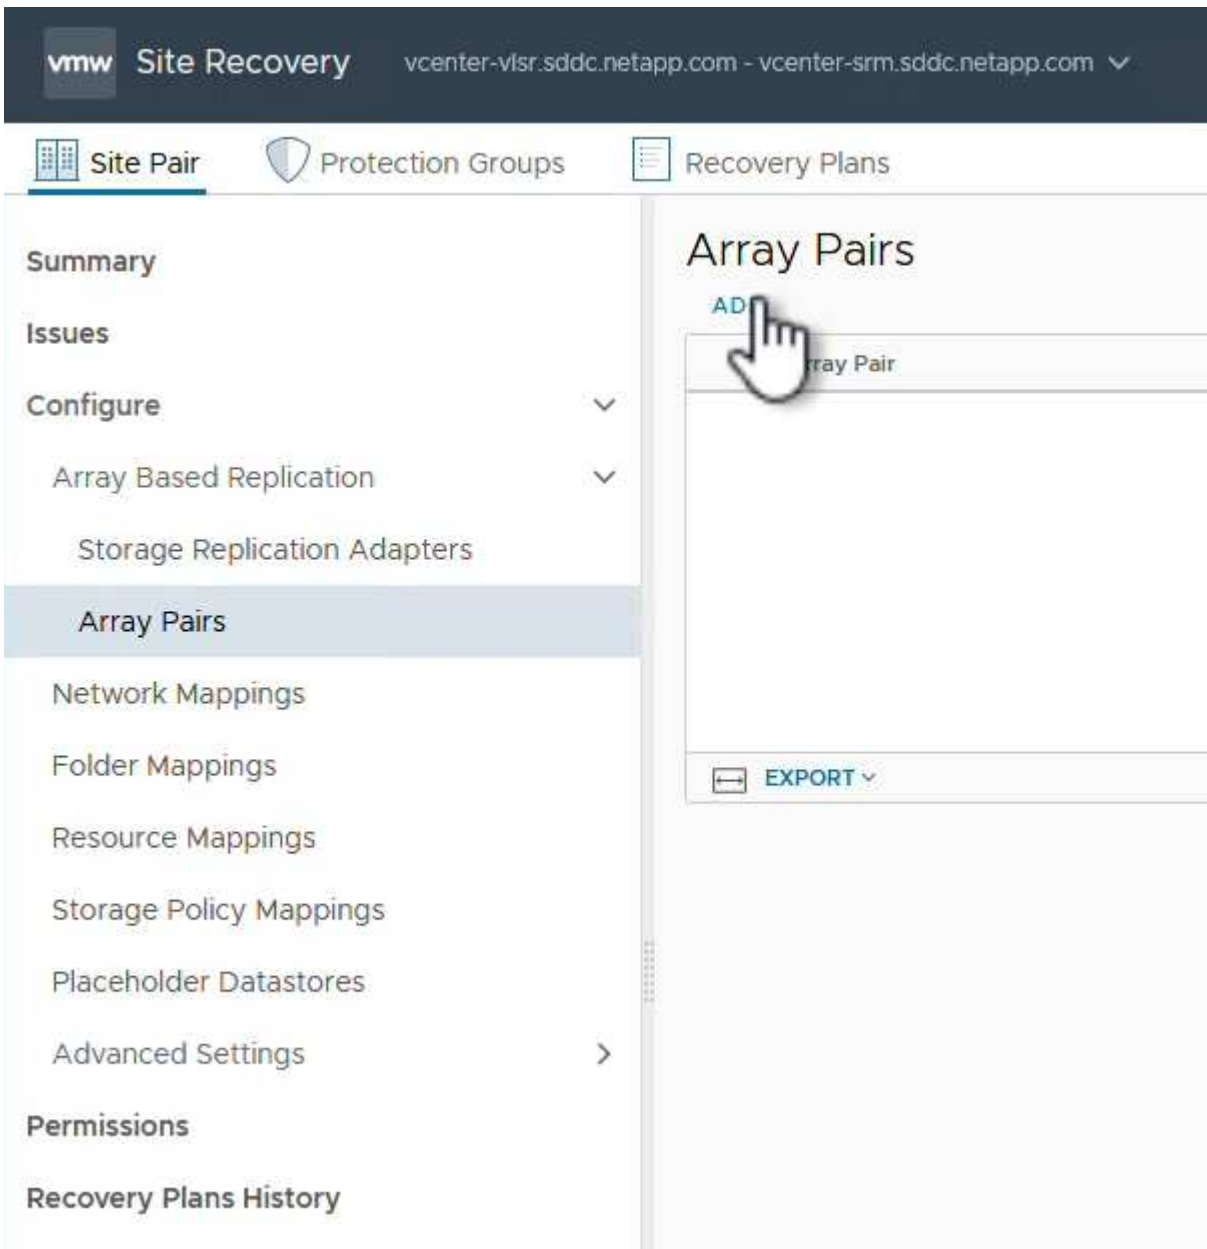 vmw Site Recovery vcenter-vlsr.sddc.netapp.com - vcenter-srm.sddc.netapp.com
Site Pair Protection Groups Recovery Plans
Summary
Issues
Configure
Array Based Replication
Storage Replication Adapters
Array Pairs
Network Mappings
Folder Mappings
Resource Mappings
Storage Policy Mappings
Placeholder Datastores
Advanced Settings
Permissions
Recovery Plans History
Array Pairs
Pair
EXPORT